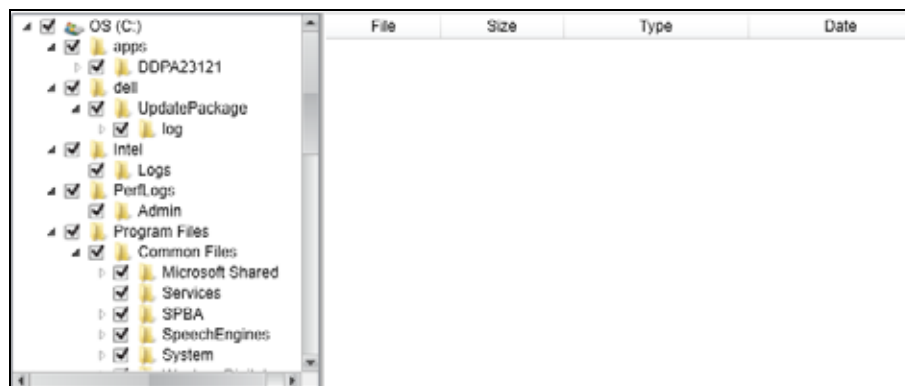 OS (C:)
File Size Type Date
apps
DDPA23121
dell
UpdatePackage
log
Intel
Logs
PerfLogs
Admin
Program Files
Common Files
Microsoft Shared
Services
SPBA
SpeechEngines
System